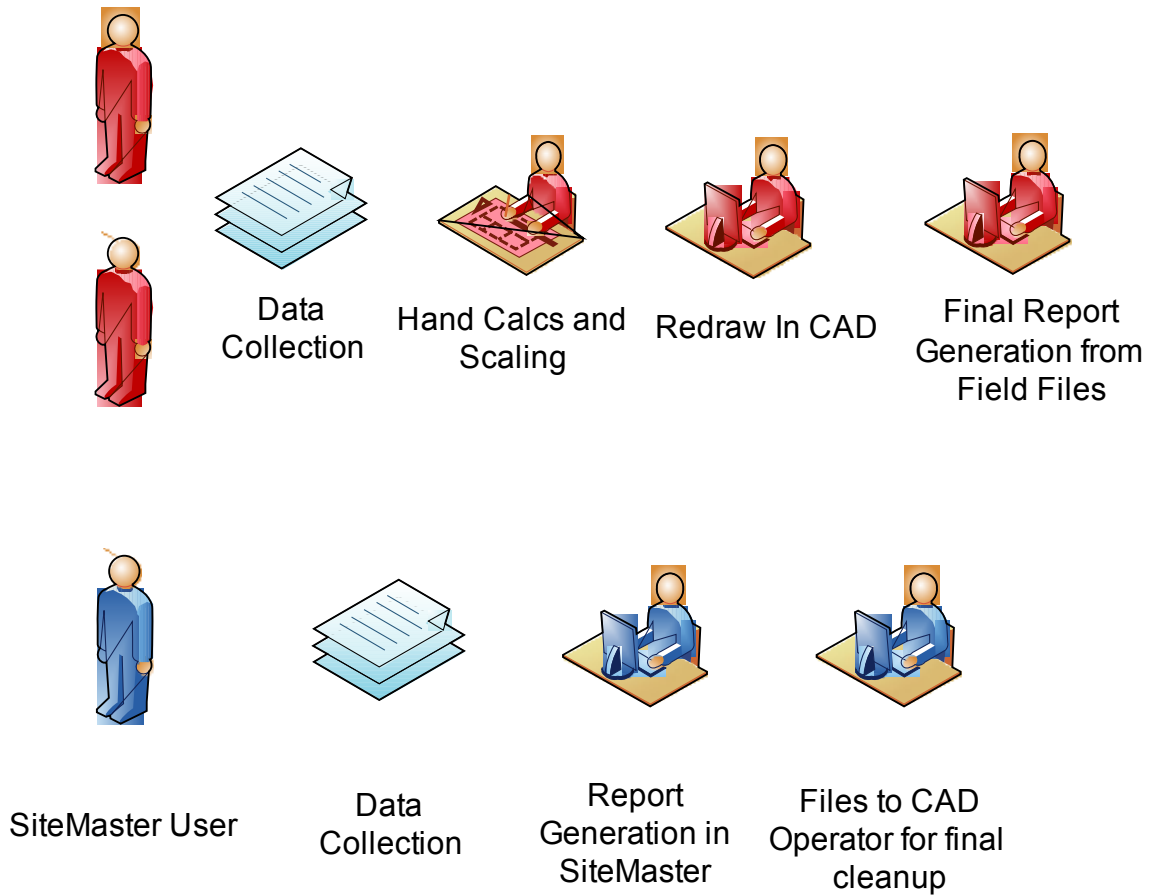 Data
Collection
Hand Calcs and
Scaling
Redraw In CAD
Final Report
Generation from
Field Files
SiteMaster User
Data
Collection
Report
Generation in
SiteMaster
Files to CAD
Operator for final
cleanup